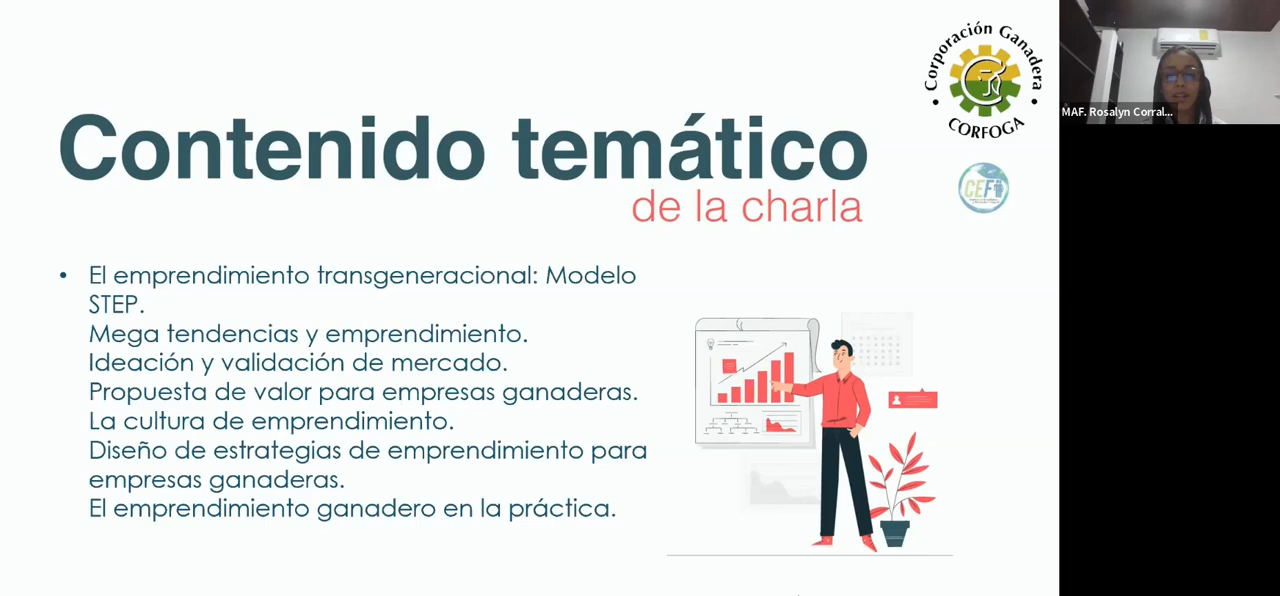 Corporación Ganadera
CORFOGA
Contenido temático
de la charla
CEFi
MAF. Rosalyn Corral...
• El emprendimiento transgeneracional: Modelo
STEP.
Mega tendencias y emprendimiento.
Ideación y validación de mercado.
Propuesta de valor para empresas ganaderas.
La cultura de emprendimiento.
Diseño de estrategias de emprendimiento para
empresas ganaderas.
El emprendimiento ganadero en la práctica.